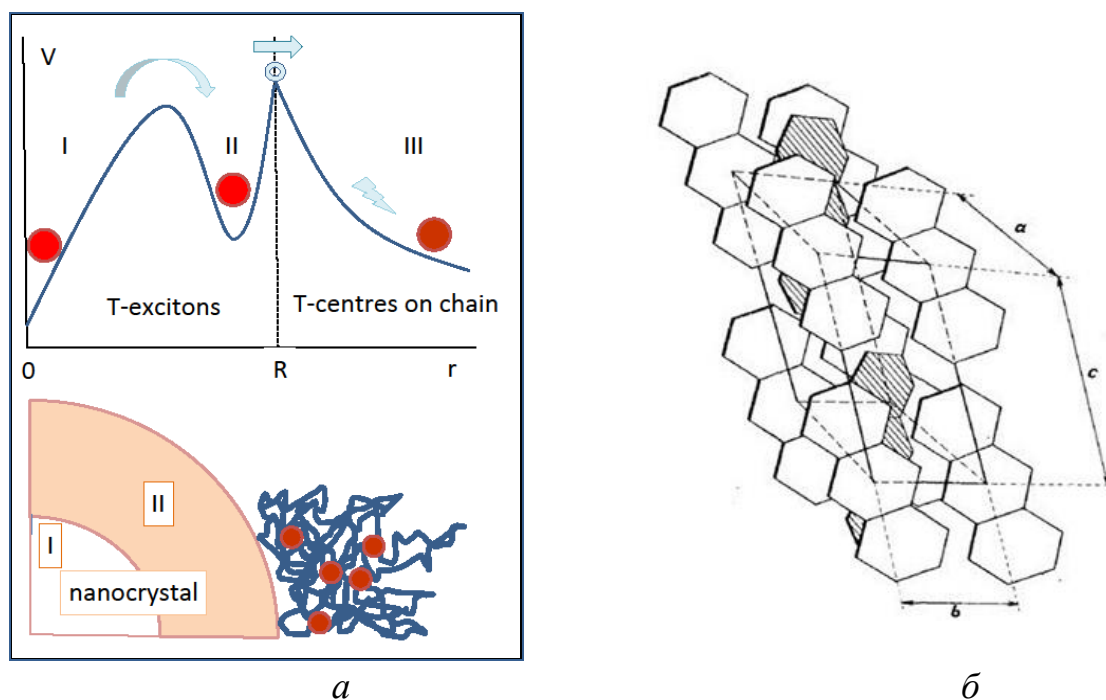 V
I
II
III
T-excitons
T-centres on chain
0
R
r
II
I
nanocrystal
a
c
b
а
б